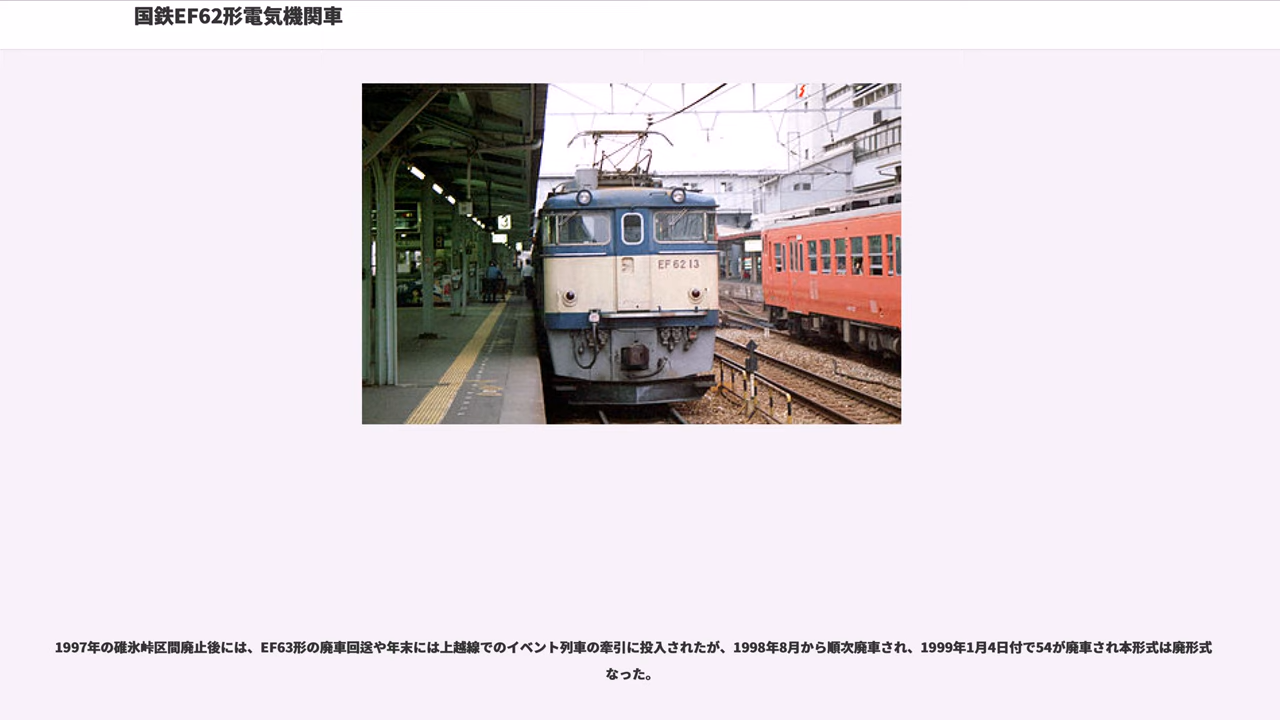 国鉄EF62形電気機関車
3
EF 62 13
1997年の碓氷峠区間廃止後には、EF63形の廃車回送や年末には上越線でのイベント列車の牽引に投入されたが、1998年8月から順次廃車され、1999年1月4日付で54が廃車され本形式は廃形式
なった。